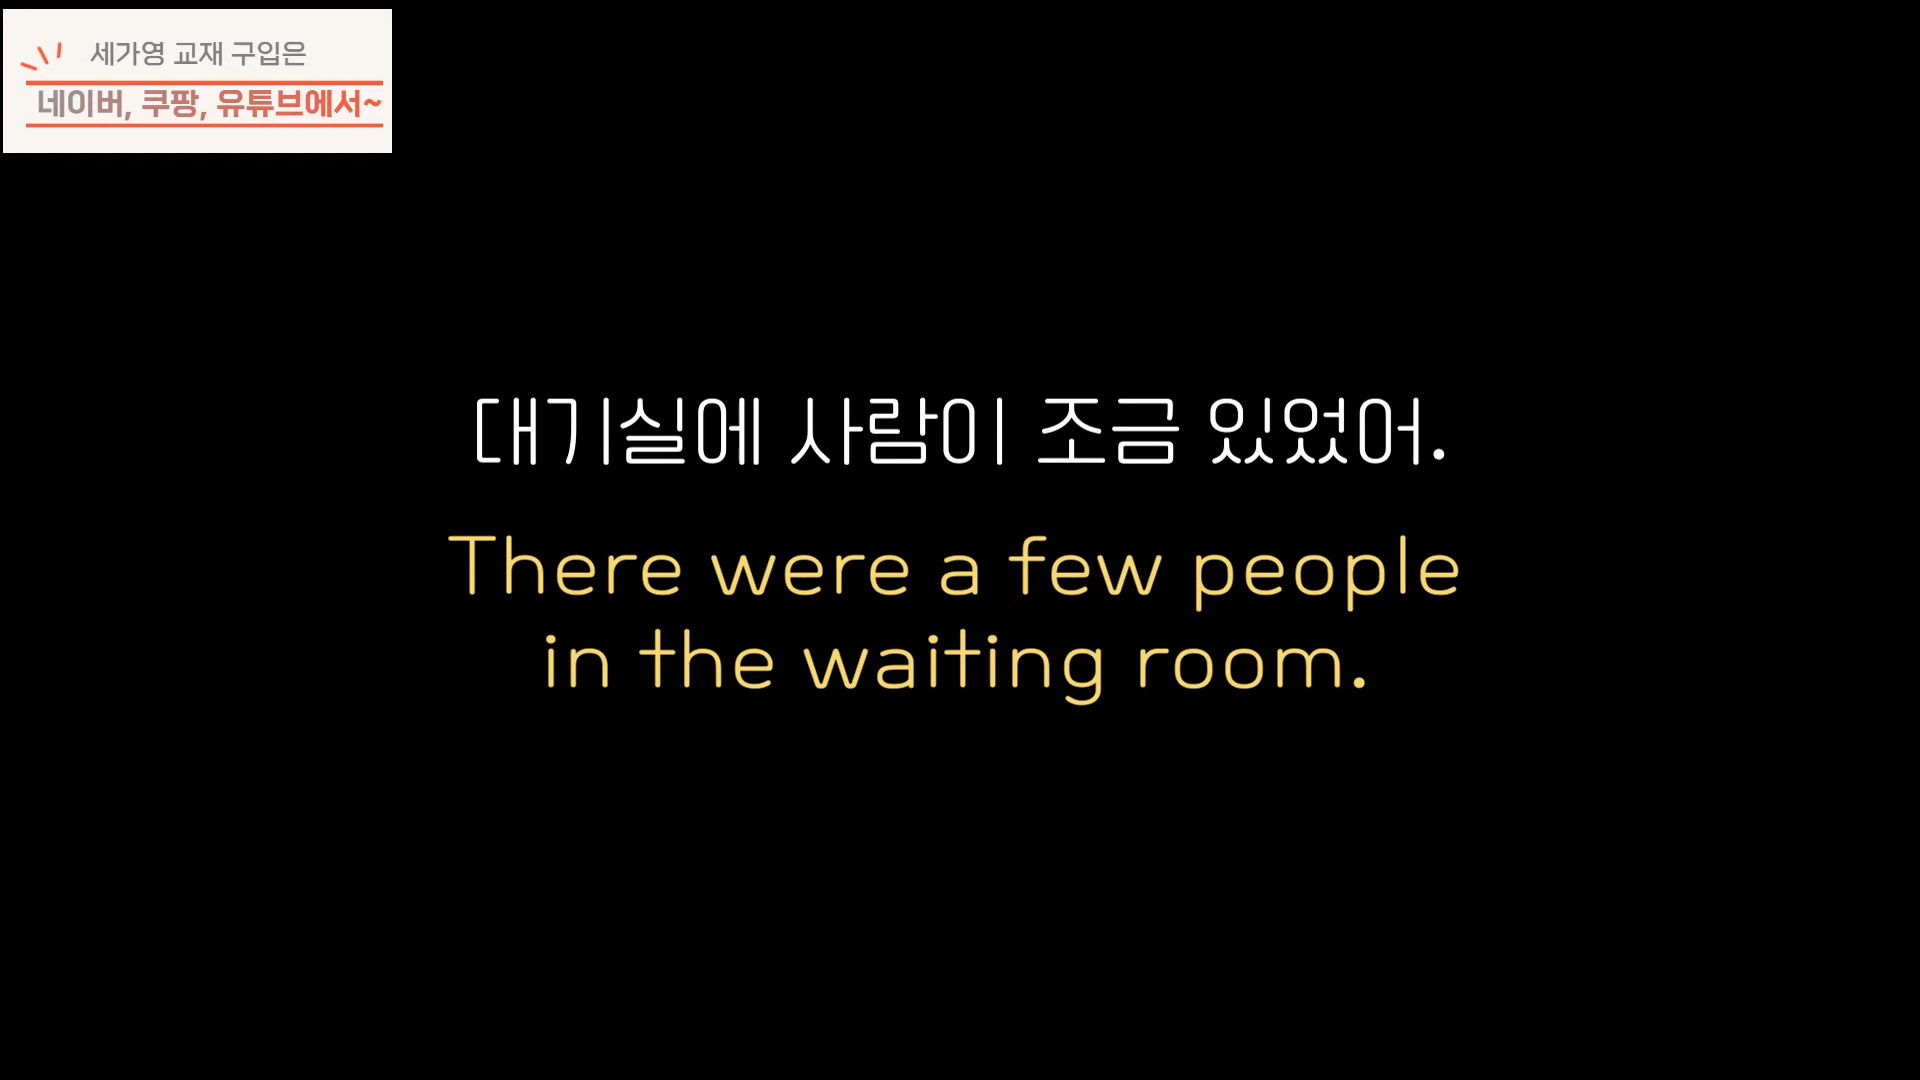 세가영 교재 구입은
네이버, 쿠팡, 유튜브에서~
대기실에 사람이 조금 있었어.
There were a few people
in the waiting room.